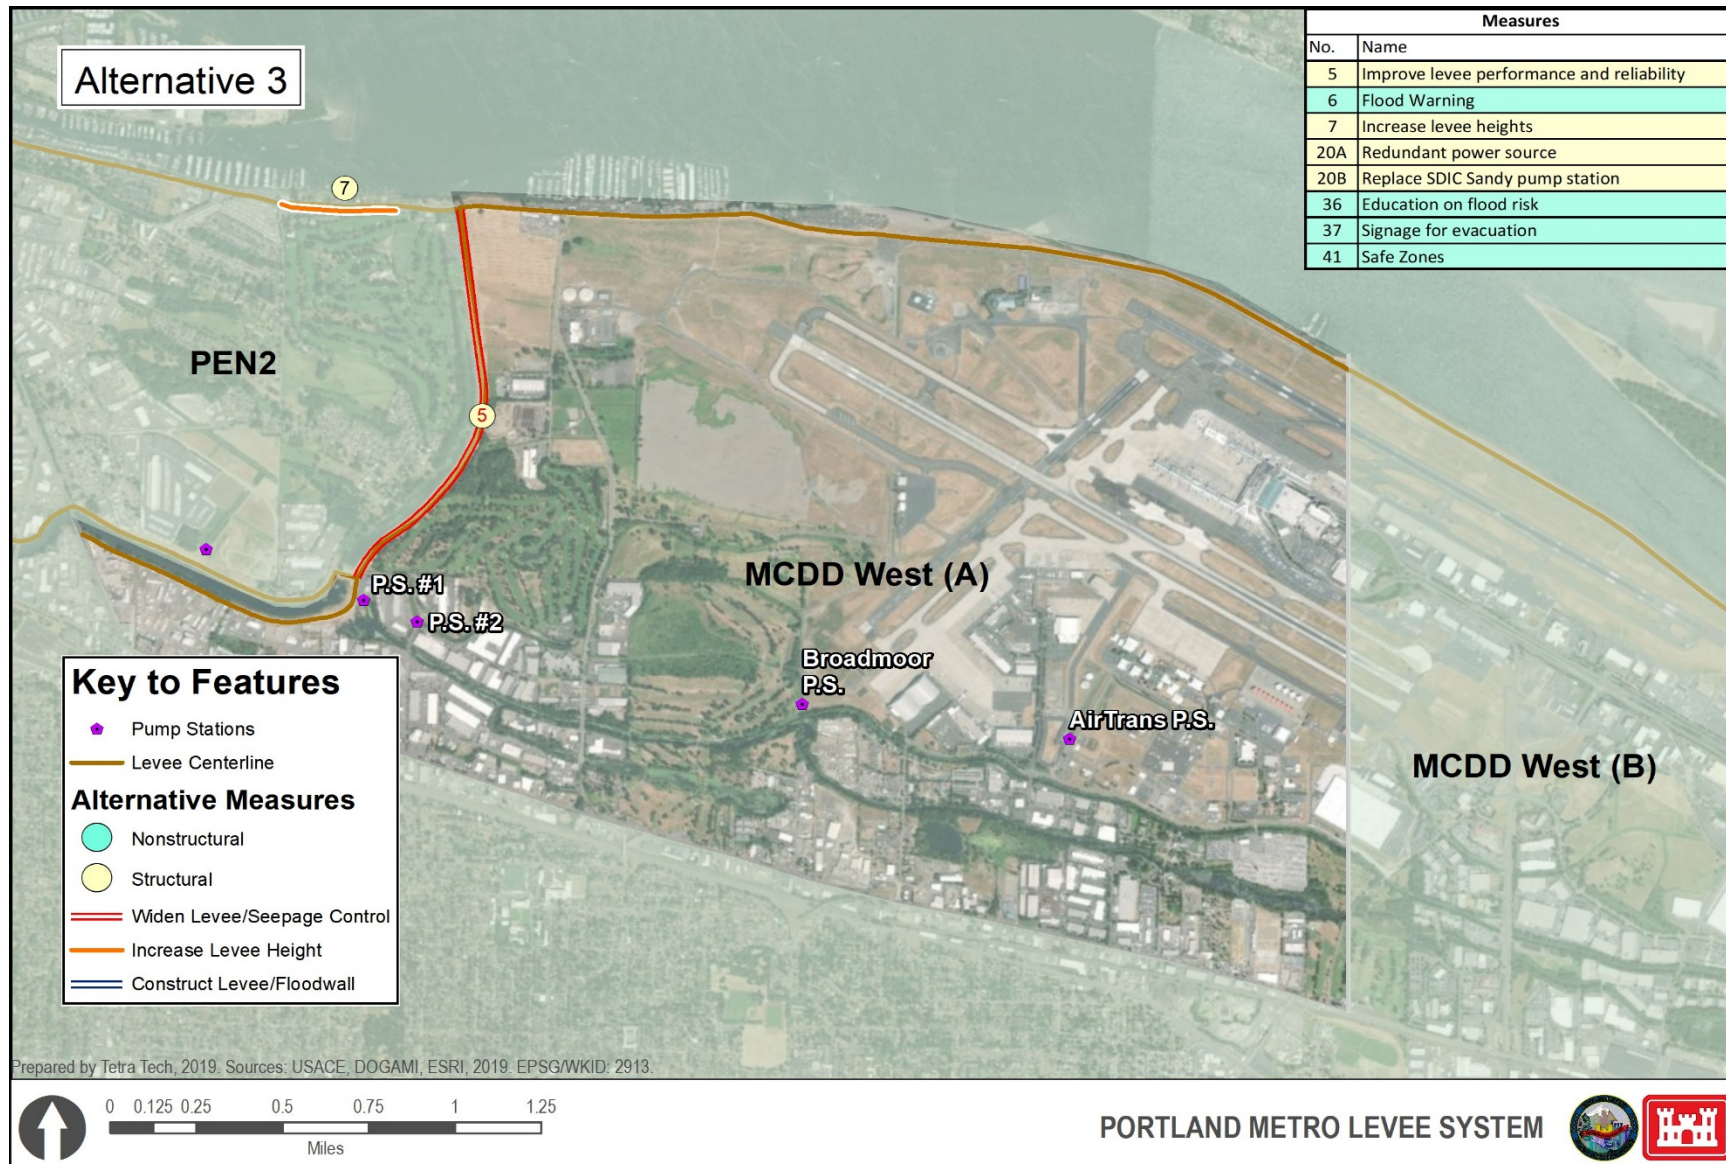 Alternative 3
Measures
No. Name
5 Improve levee performance and reliability
6 Flood Warning
7 Increase levee heights
20A Redundant power source
20B Replace SDIC Sandy pump station
36 Education on flood risk
37 Signage for evacuation
41 Safe Zones
7
PEN2
5
MCDD West (A)
P.S. #1
P.S. #2
Broadmoor
P.S.
AirTrans P.S.
MCDD West (B)
Key to Features
Pump Stations
Levee Centerline
Alternative Measures
Nonstructural
Structural
Widen Levee/Seepage Control
Increase Levee Height
Construct Levee/Floodwall
Prepared by Tetra Tech, 2019. Sources: USACE, DOGAMI, ESRI, 2019. EPSG/WKID: 2913.
0 0.125 0.25 0.5 0.75 1 1.25
Miles
PORTLAND METRO LEVEE SYSTEM